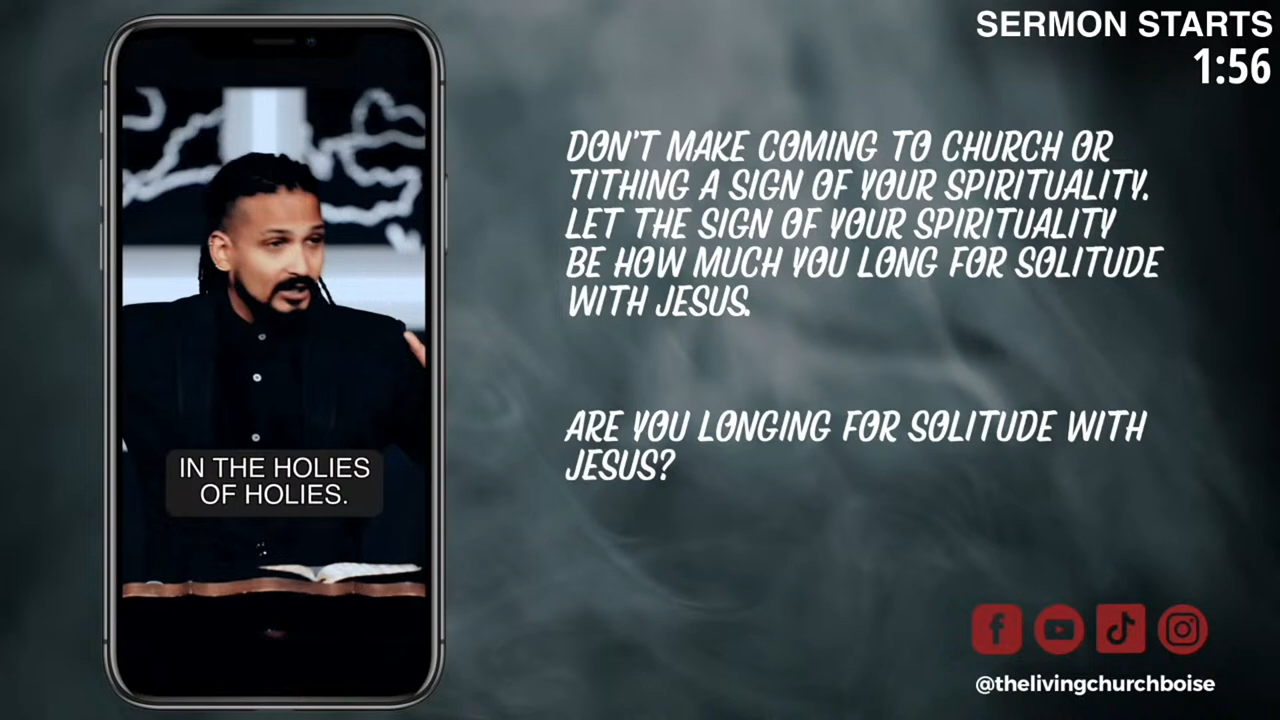 SERMON STARTS
1:56
DON'T MAKE COMING TO CHURCH OR
TITHING A SIGN OF YOUR SPIRITUALITY.
LET THE SIGN OF YOUR SPIRITUALITY
BE HOW MUCH YOU LONG FOR SOLITUDE
WITH JESUS.
ARE YOU LONGING FOR SOLITUDE WITH
JESUS?
IN THE HOLIES
OF HOLIES.
@thelivingchurchboise